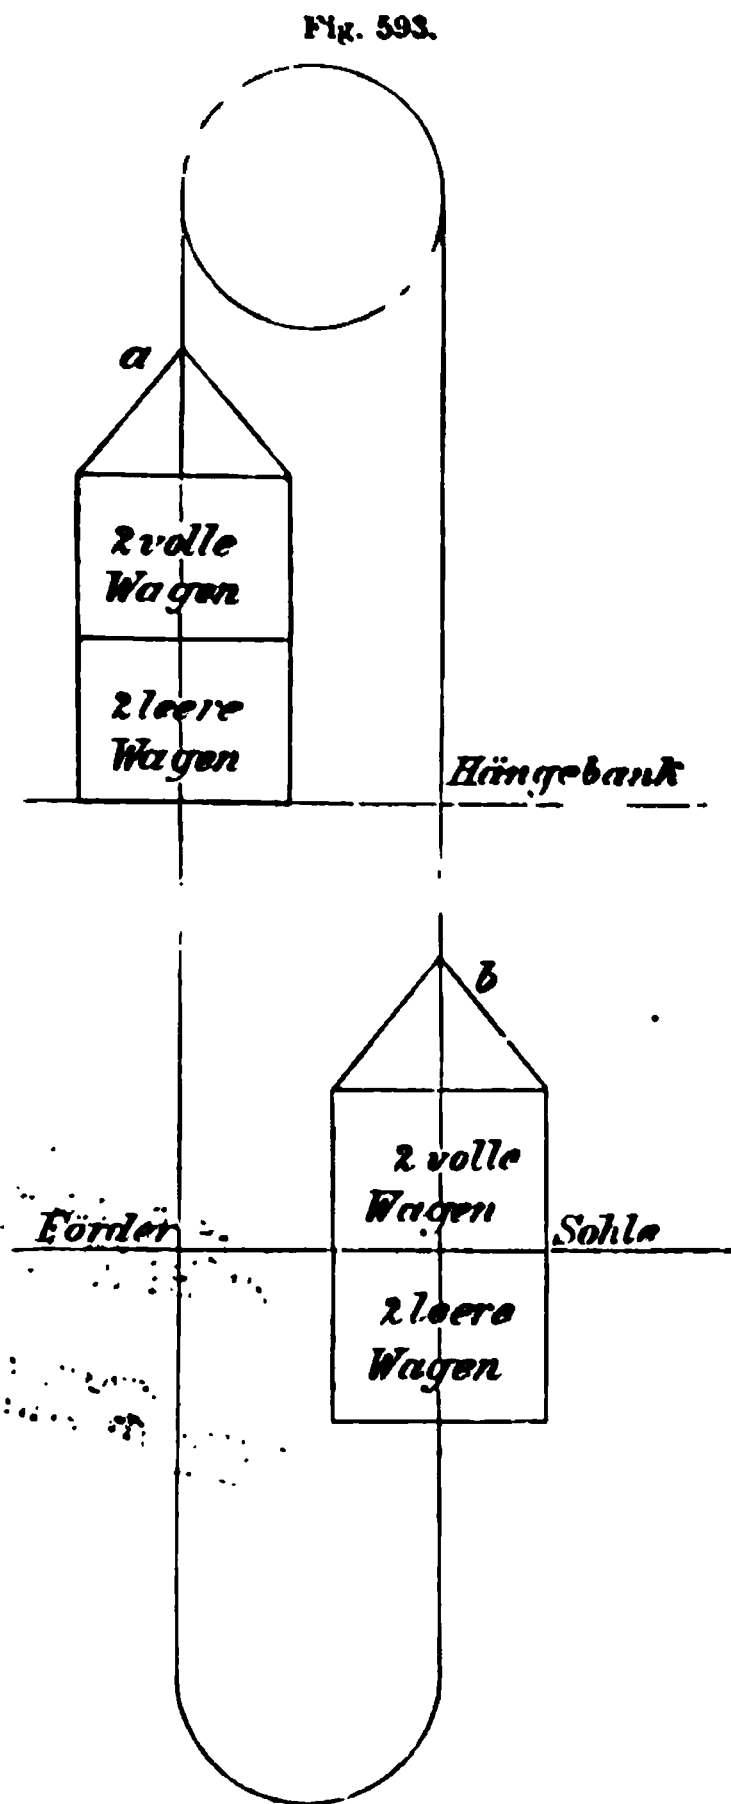 Fig. 593.
a
2 volle
Wagen
2 leere
Wagen
Hängebank
b
2 volle
Wagen
Förder Sohle
2 leere
Wagen